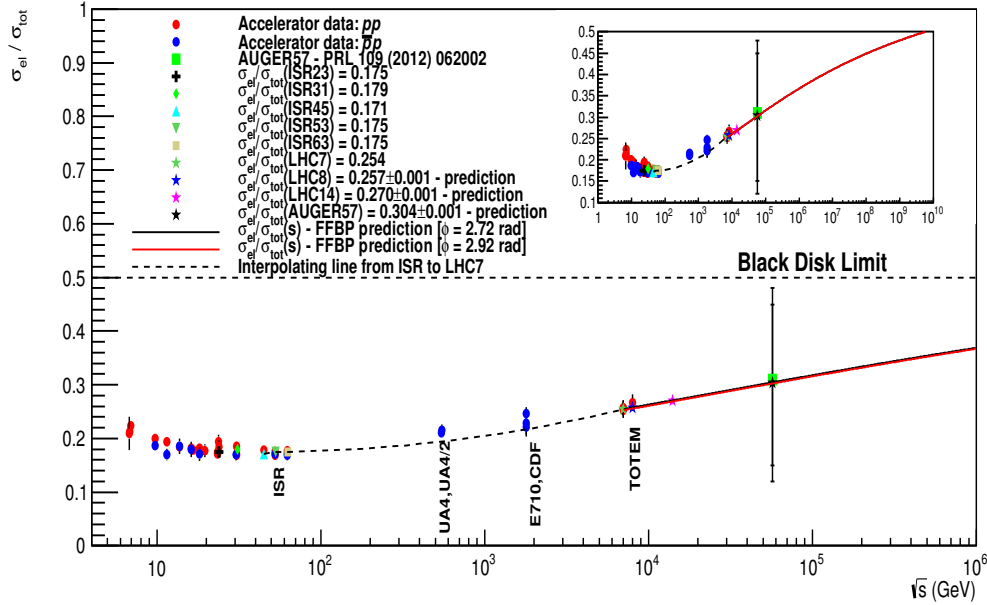 σel / σtot
1
0.9
0.8
0.7
0.6
0.5
0.4
0.3
0.2
0.1
0
Accelerator data: pp
Accelerator data: p̅p
AUGER57 - PRL 109 (2012) 062002
σel/σtot(ISR23) = 0.175
σel/σtot(ISR31) = 0.179
σel/σtot(ISR45) = 0.171
σel/σtot(ISR53) = 0.175
σel/σtot(ISR63) = 0.175
σel/σtot(LHC7) = 0.254
σel/σtot(LHC8) = 0.257±0.001 - prediction
σel/σtot(LHC14) = 0.270±0.001 - prediction
σel/σtot(AUGER57) = 0.304±0.001 - prediction
σel/σtot(s) - FFBP prediction [ϕ = 2.72 rad]
σel/σtot(s) - FFBP prediction [ϕ = 2.92 rad]
Interpolating line from ISR to LHC7
0.5
0.45
0.4
0.35
0.3
0.25
0.2
0.15
0.1
1 10 10² 10³ 10⁴ 10⁵ 10⁶ 10⁷ 10⁸ 10⁹ 10¹⁰
Black Disk Limit
ISR
UA4,UA4/2
E710,CDF
TOTEM
10 10² 10³ 10⁴ 10⁵ 10⁶
√s (GeV)